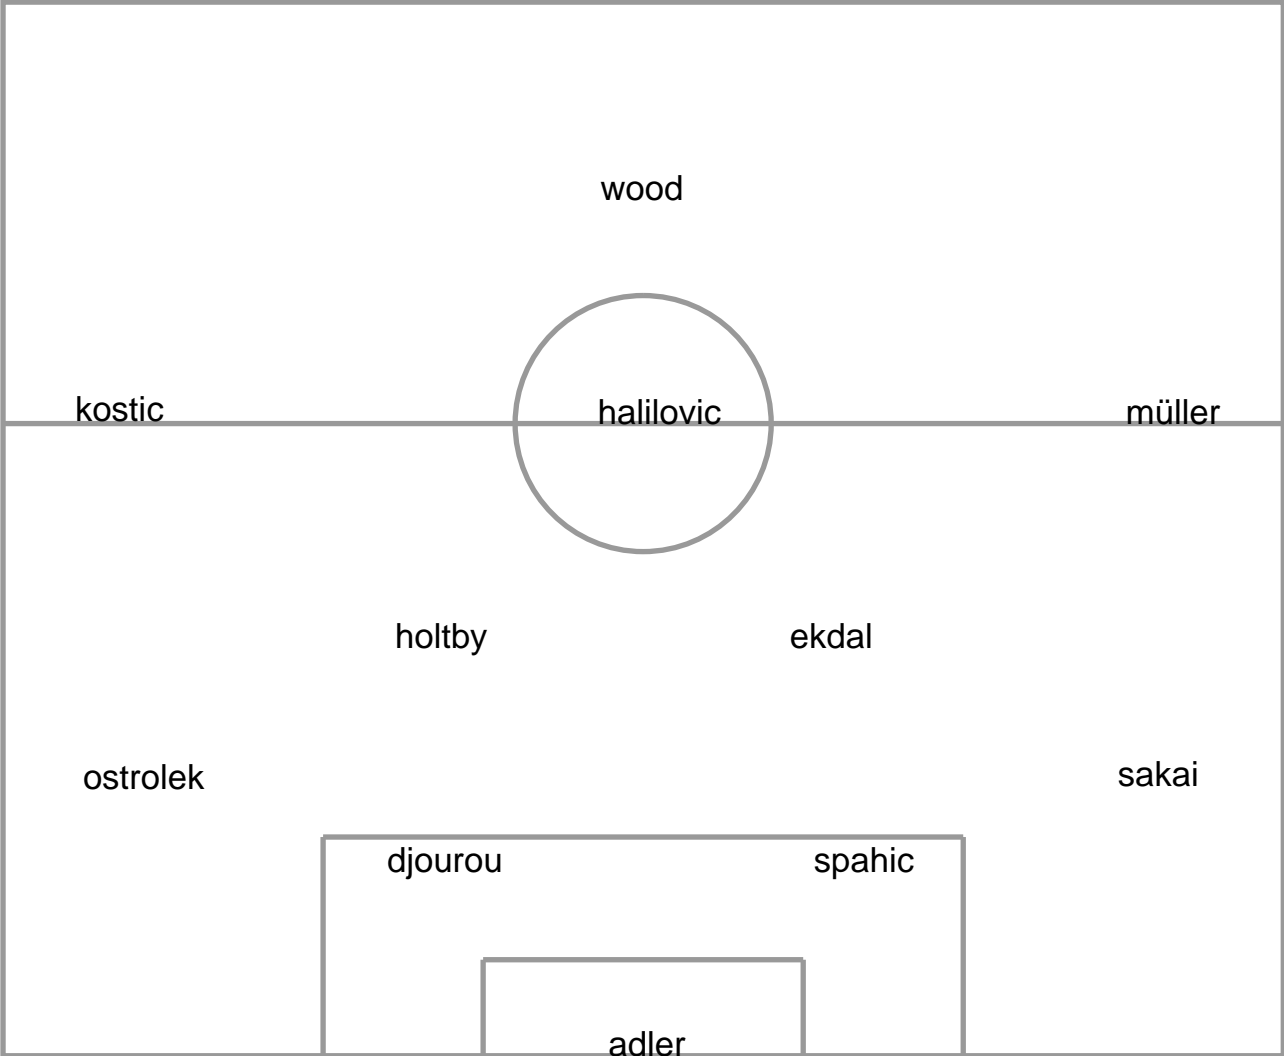 wood
kostic halilovic müller
holtby ekdal
ostrolek sakai
djourou spahic
adler